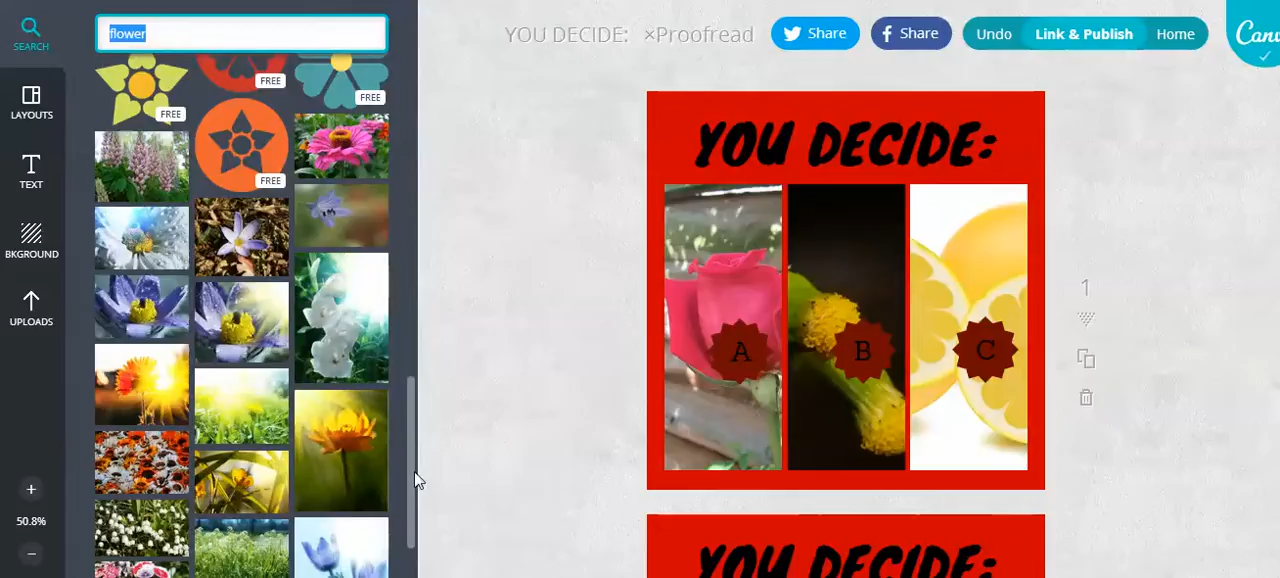 flower
SEARCH
LAYOUTS
TEXT
BKGROUND
UPLOADS
50.8%
FREE
FREE
FREE
FREE
YOU DECIDE: ×Proofread
Share
Share
Undo
Link & Publish
Home
Canv
YOU DECIDE:
A
B
C
1
YOU DECIDE: